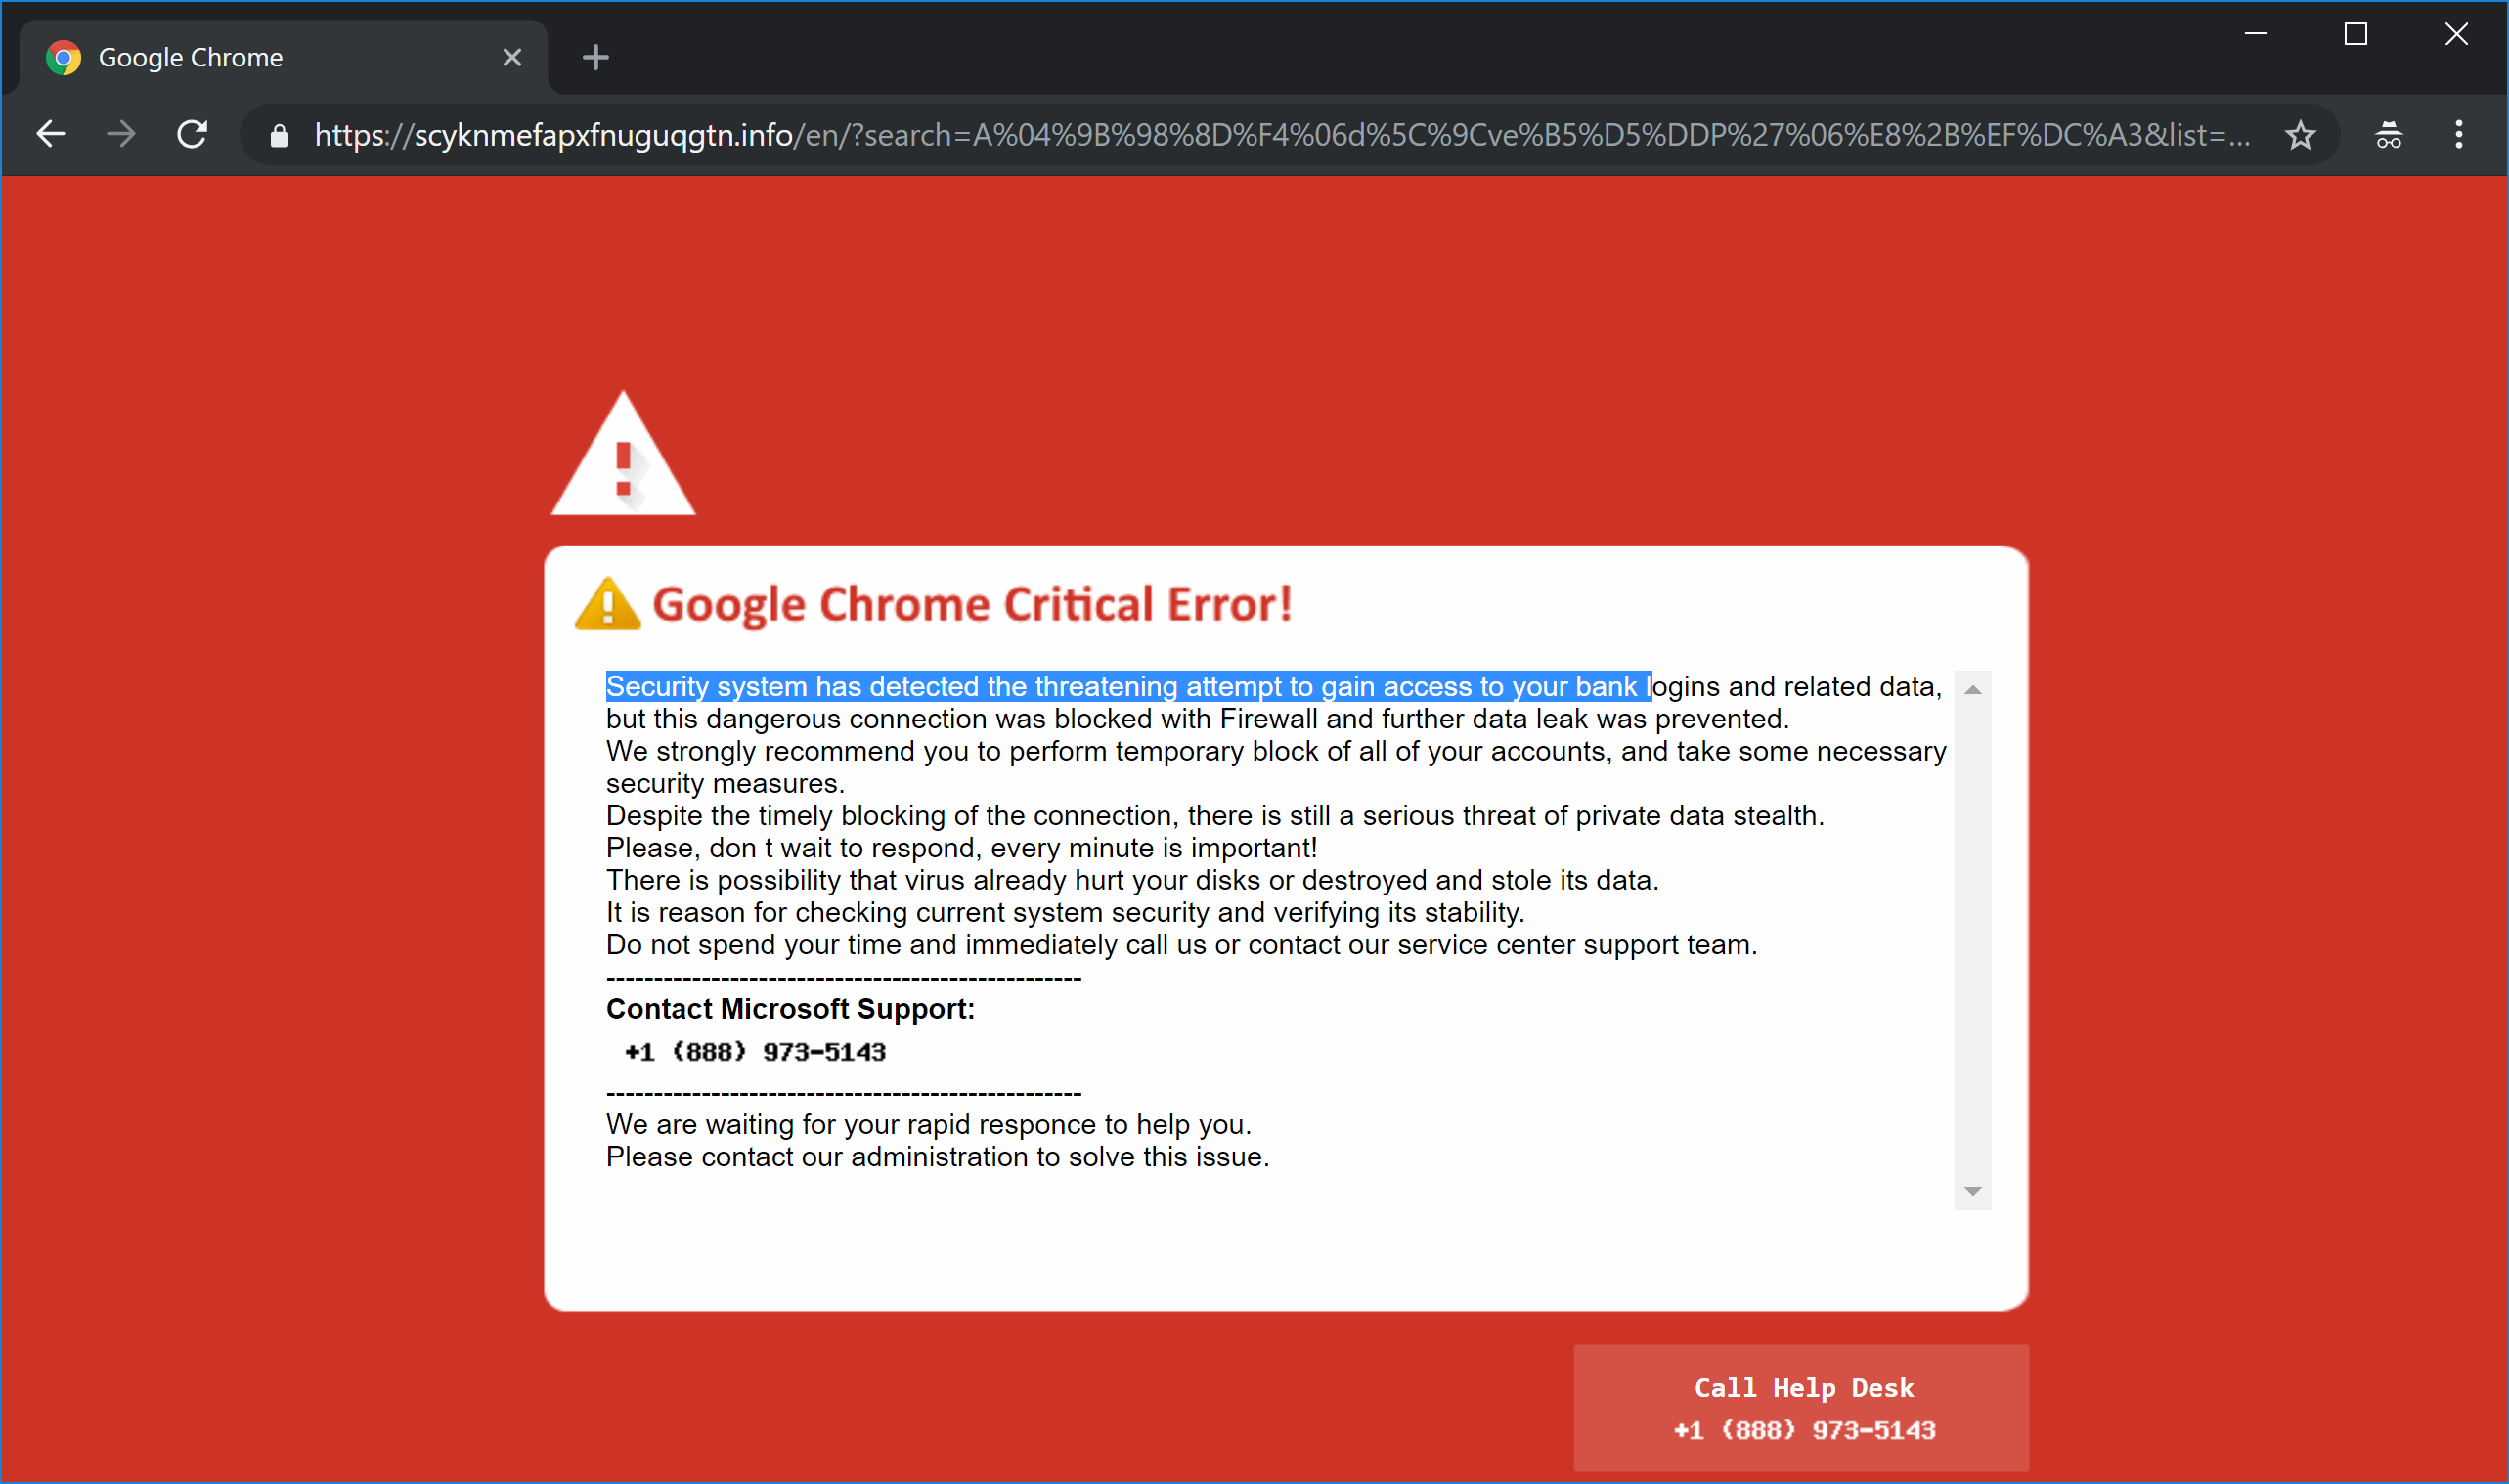 Google Chrome
https://scyknmefapxfnuguqgtn.info/en/?search=A%04%9B%98%8D%F4%06d%5C%9Cve%B5%D5%DDP%27%06%E8%2B%EF%DC%A3&list=...
Google Chrome Critical Error!
Security system has detected the threatening attempt to gain access to your bank logins and related data,
but this dangerous connection was blocked with Firewall and further data leak was prevented.
We strongly recommend you to perform temporary block of all of your accounts, and take some necessary
security measures.
Despite the timely blocking of the connection, there is still a serious threat of private data stealth.
Please, don t wait to respond, every minute is important!
There is possibility that virus already hurt your disks or destroyed and stole its data.
It is reason for checking current system security and verifying its stability.
Do not spend your time and immediately call us or contact our service center support team.
--------------------------------------------------
Contact Microsoft Support:
+1 (888) 973-5143
--------------------------------------------------
We are waiting for your rapid responce to help you.
Please contact our administration to solve this issue.
Call Help Desk
+1 (888) 973-5143